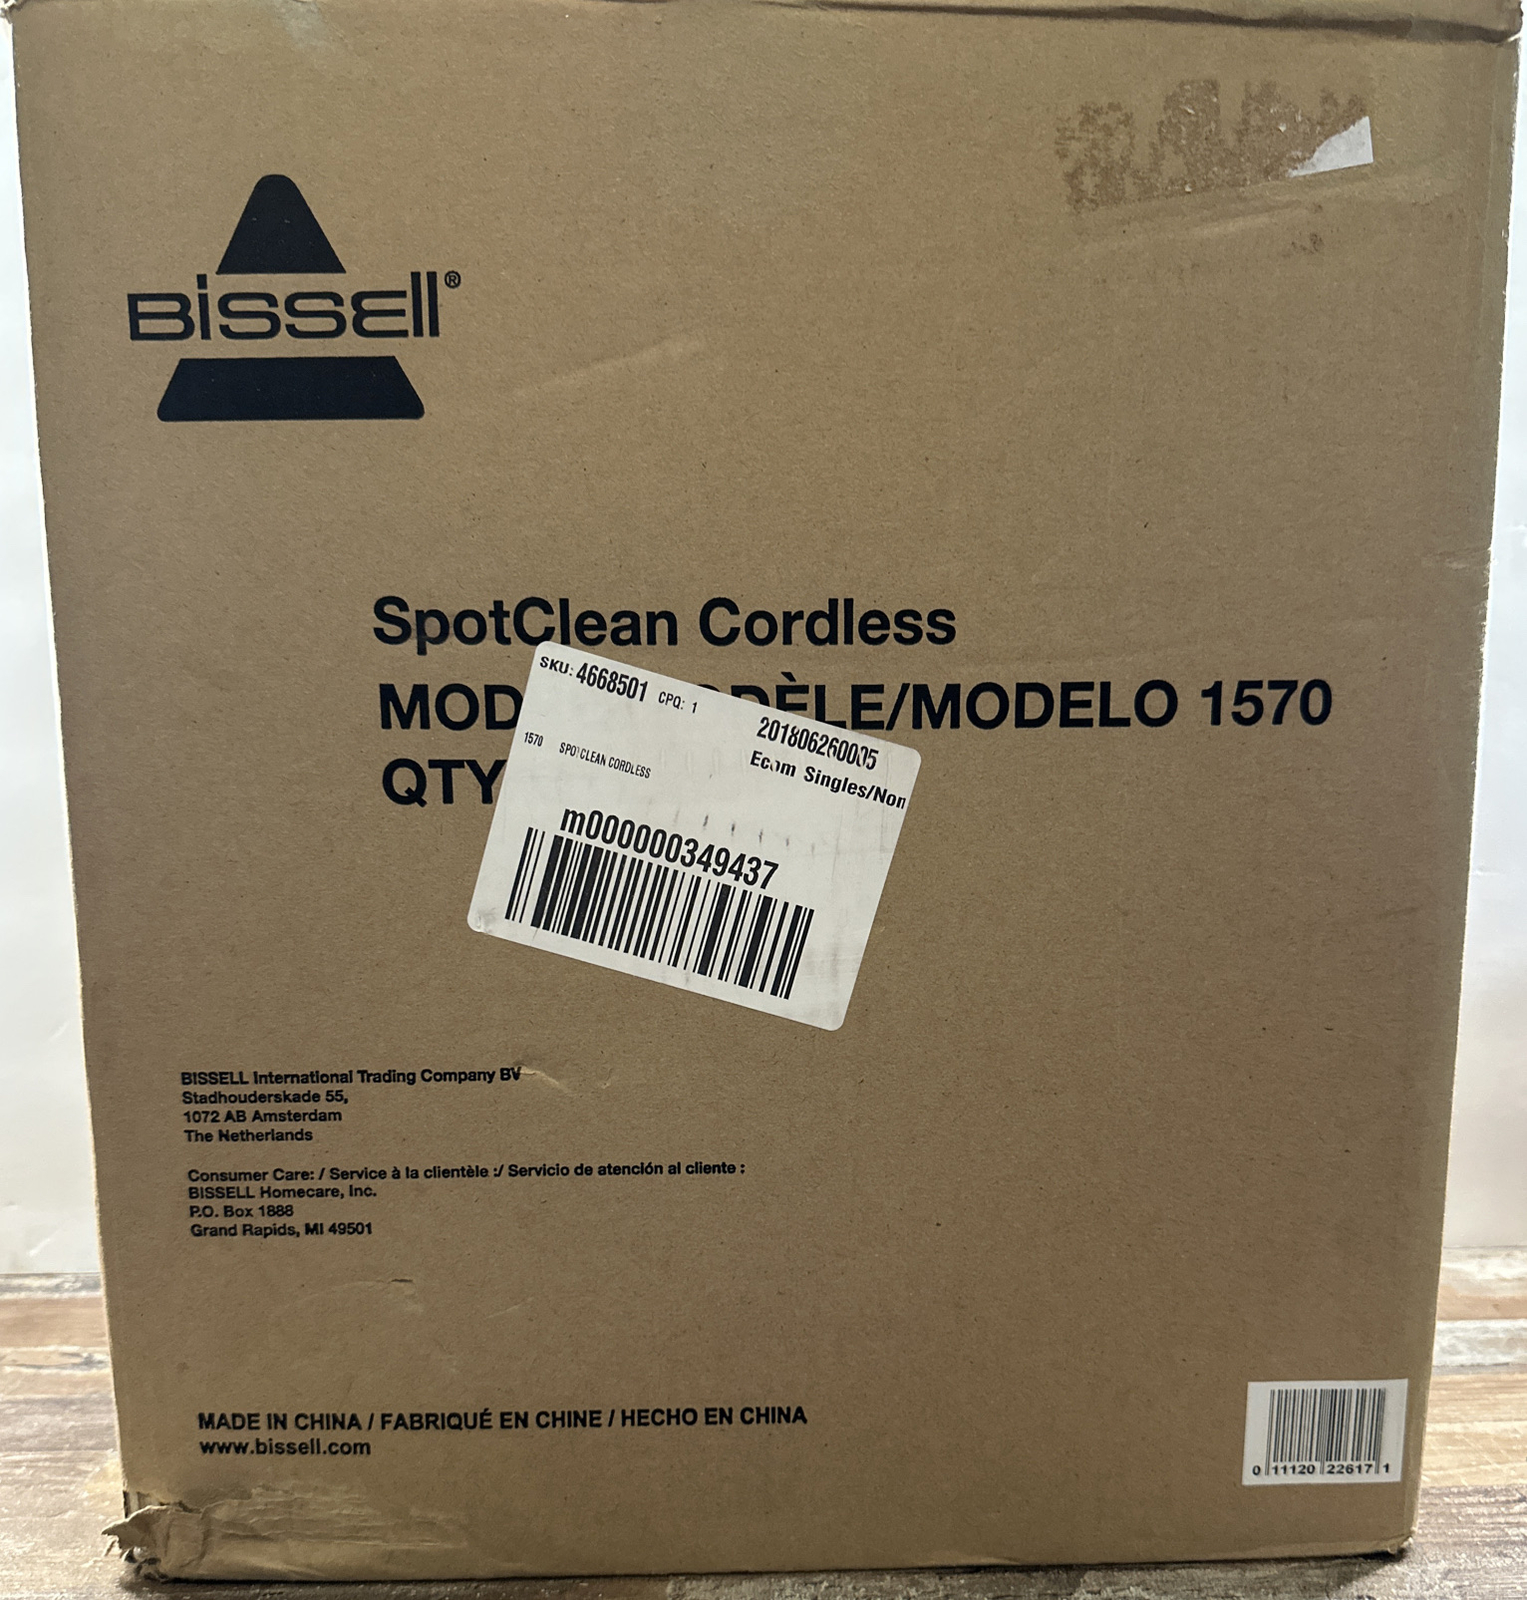 BISSELL®
SpotClean Cordless
MOD DÈLE/MODELO 1570
QTY
SKU: 4668501 CPQ: 1
201806260005
1570 SPOTCLEAN CORDLESS
Ecom Singles/Non
m000000349437
BISSELL International Trading Company BV
Stadhouderskade 55,
1072 AB Amsterdam
The Netherlands
Consumer Care: / Service à la clientèle :/ Servicio de atención al cliente :
BISSELL Homecare, Inc.
P.O. Box 1888
Grand Rapids, MI 49501
MADE IN CHINA / FABRIQUÉ EN CHINE / HECHO EN CHINA
www.bissell.com
0 11120 22617 1